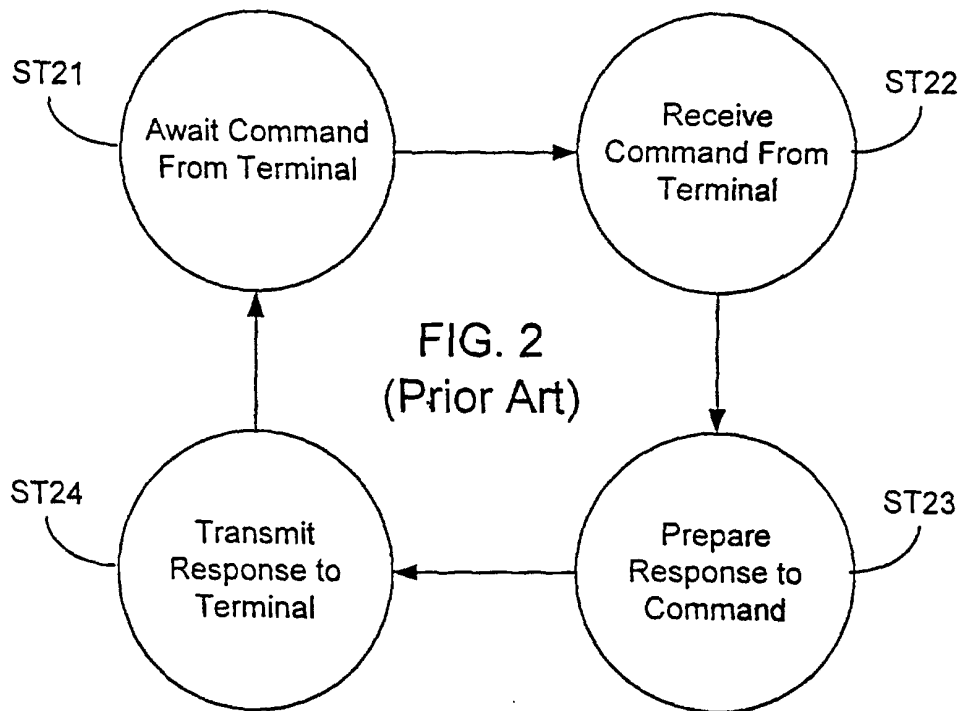 ST21
Await Command
From Terminal
ST22
Receive
Command From
Terminal
FIG. 2
(Prior Art)
ST24
Transmit
Response to
Terminal
ST23
Prepare
Response to
Command